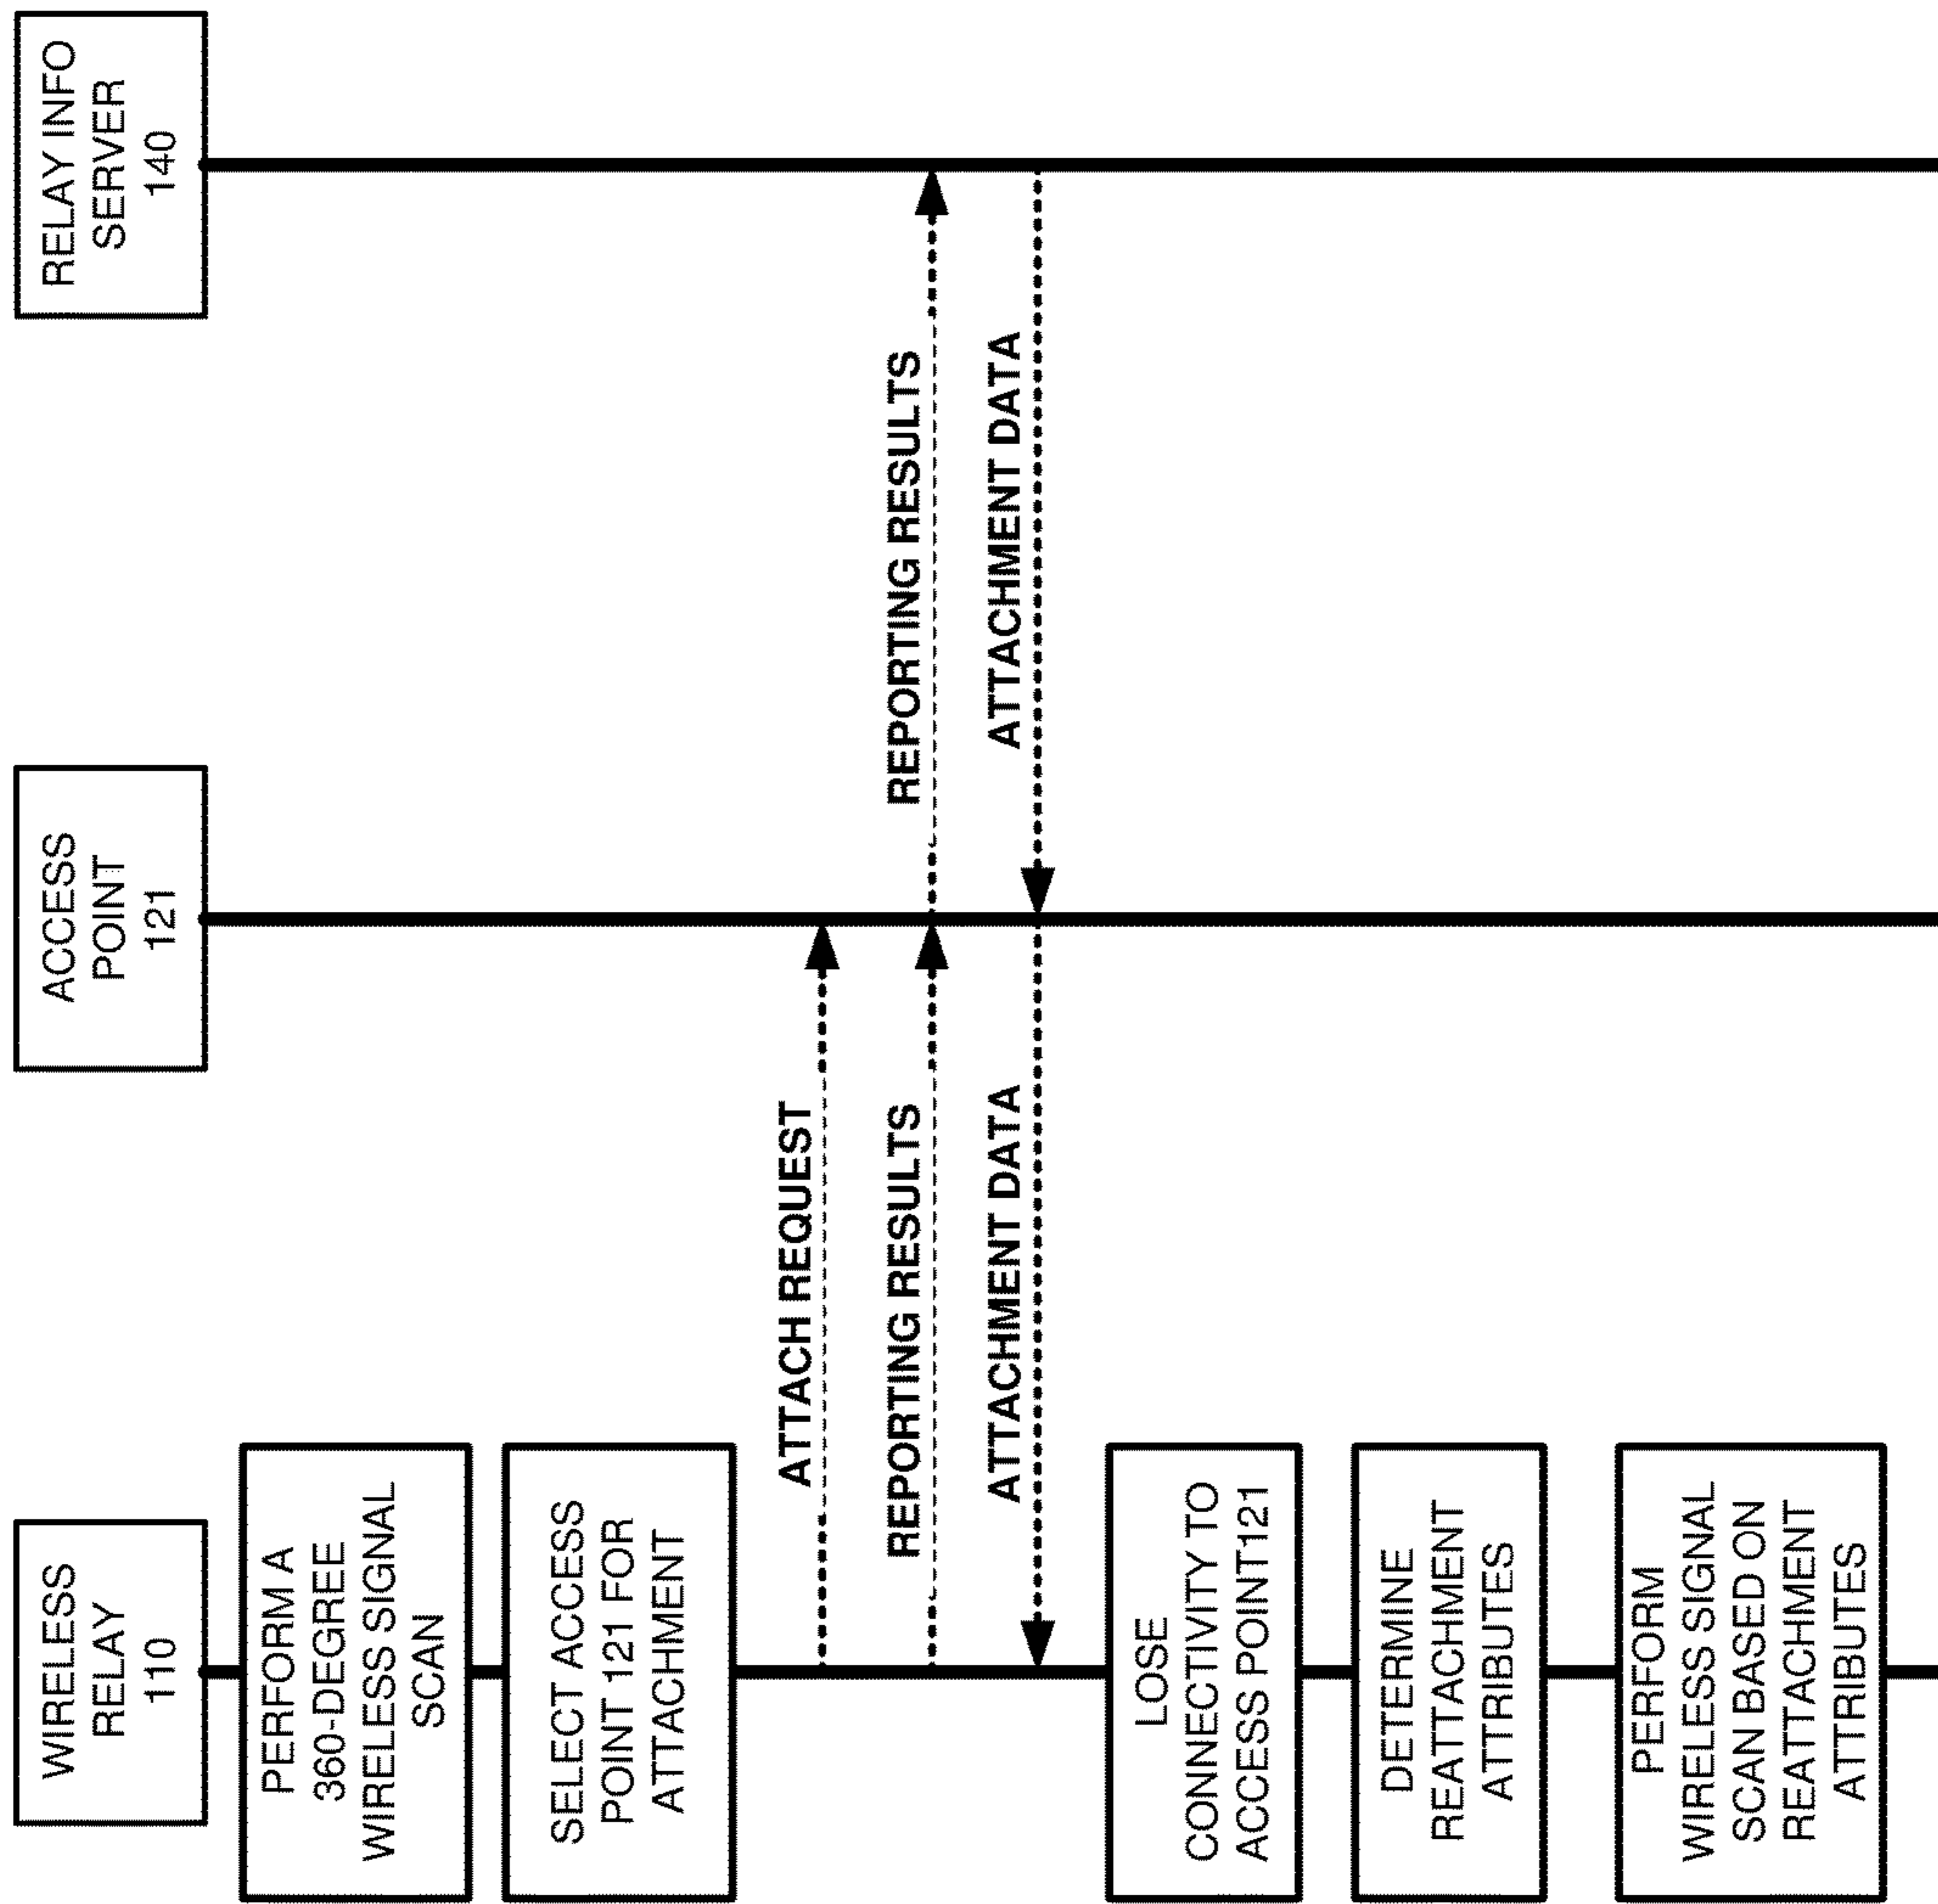 WIRELESS
RELAY
110
ACCESS
POINT
121
RELAY INFO
SERVER
140
PERFORM A
360-DEGREE
WIRELESS SIGNAL
SCAN
SELECT ACCESS
POINT 121 FOR
ATTACHMENT
ATTACH REQUEST
REPORTING RESULTS
REPORTING RESULTS
ATTACHMENT DATA
ATTACHMENT DATA
LOSE
CONNECTIVITY TO
ACCESS POINT121
DETERMINE
REATTACHMENT
ATTRIBUTES
PERFORM
WIRELESS SIGNAL
SCAN BASED ON
REATTACHMENT
ATTRIBUTES